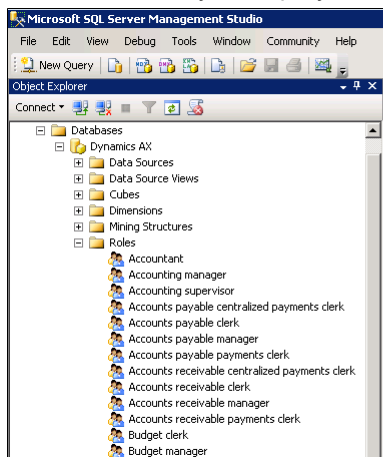 Microsoft SQL Server Management Studio
File Edit View Debug Tools Window Community Help
New Query
Object Explorer
Connect
Databases
Dynamics AX
Data Sources
Data Source Views
Cubes
Dimensions
Mining Structures
Roles
Accountant
Accounting manager
Accounting supervisor
Accounts payable centralized payments clerk
Accounts payable clerk
Accounts payable manager
Accounts payable payments clerk
Accounts receivable centralized payments clerk
Accounts receivable clerk
Accounts receivable manager
Accounts receivable payments clerk
Budget clerk
Budget manager